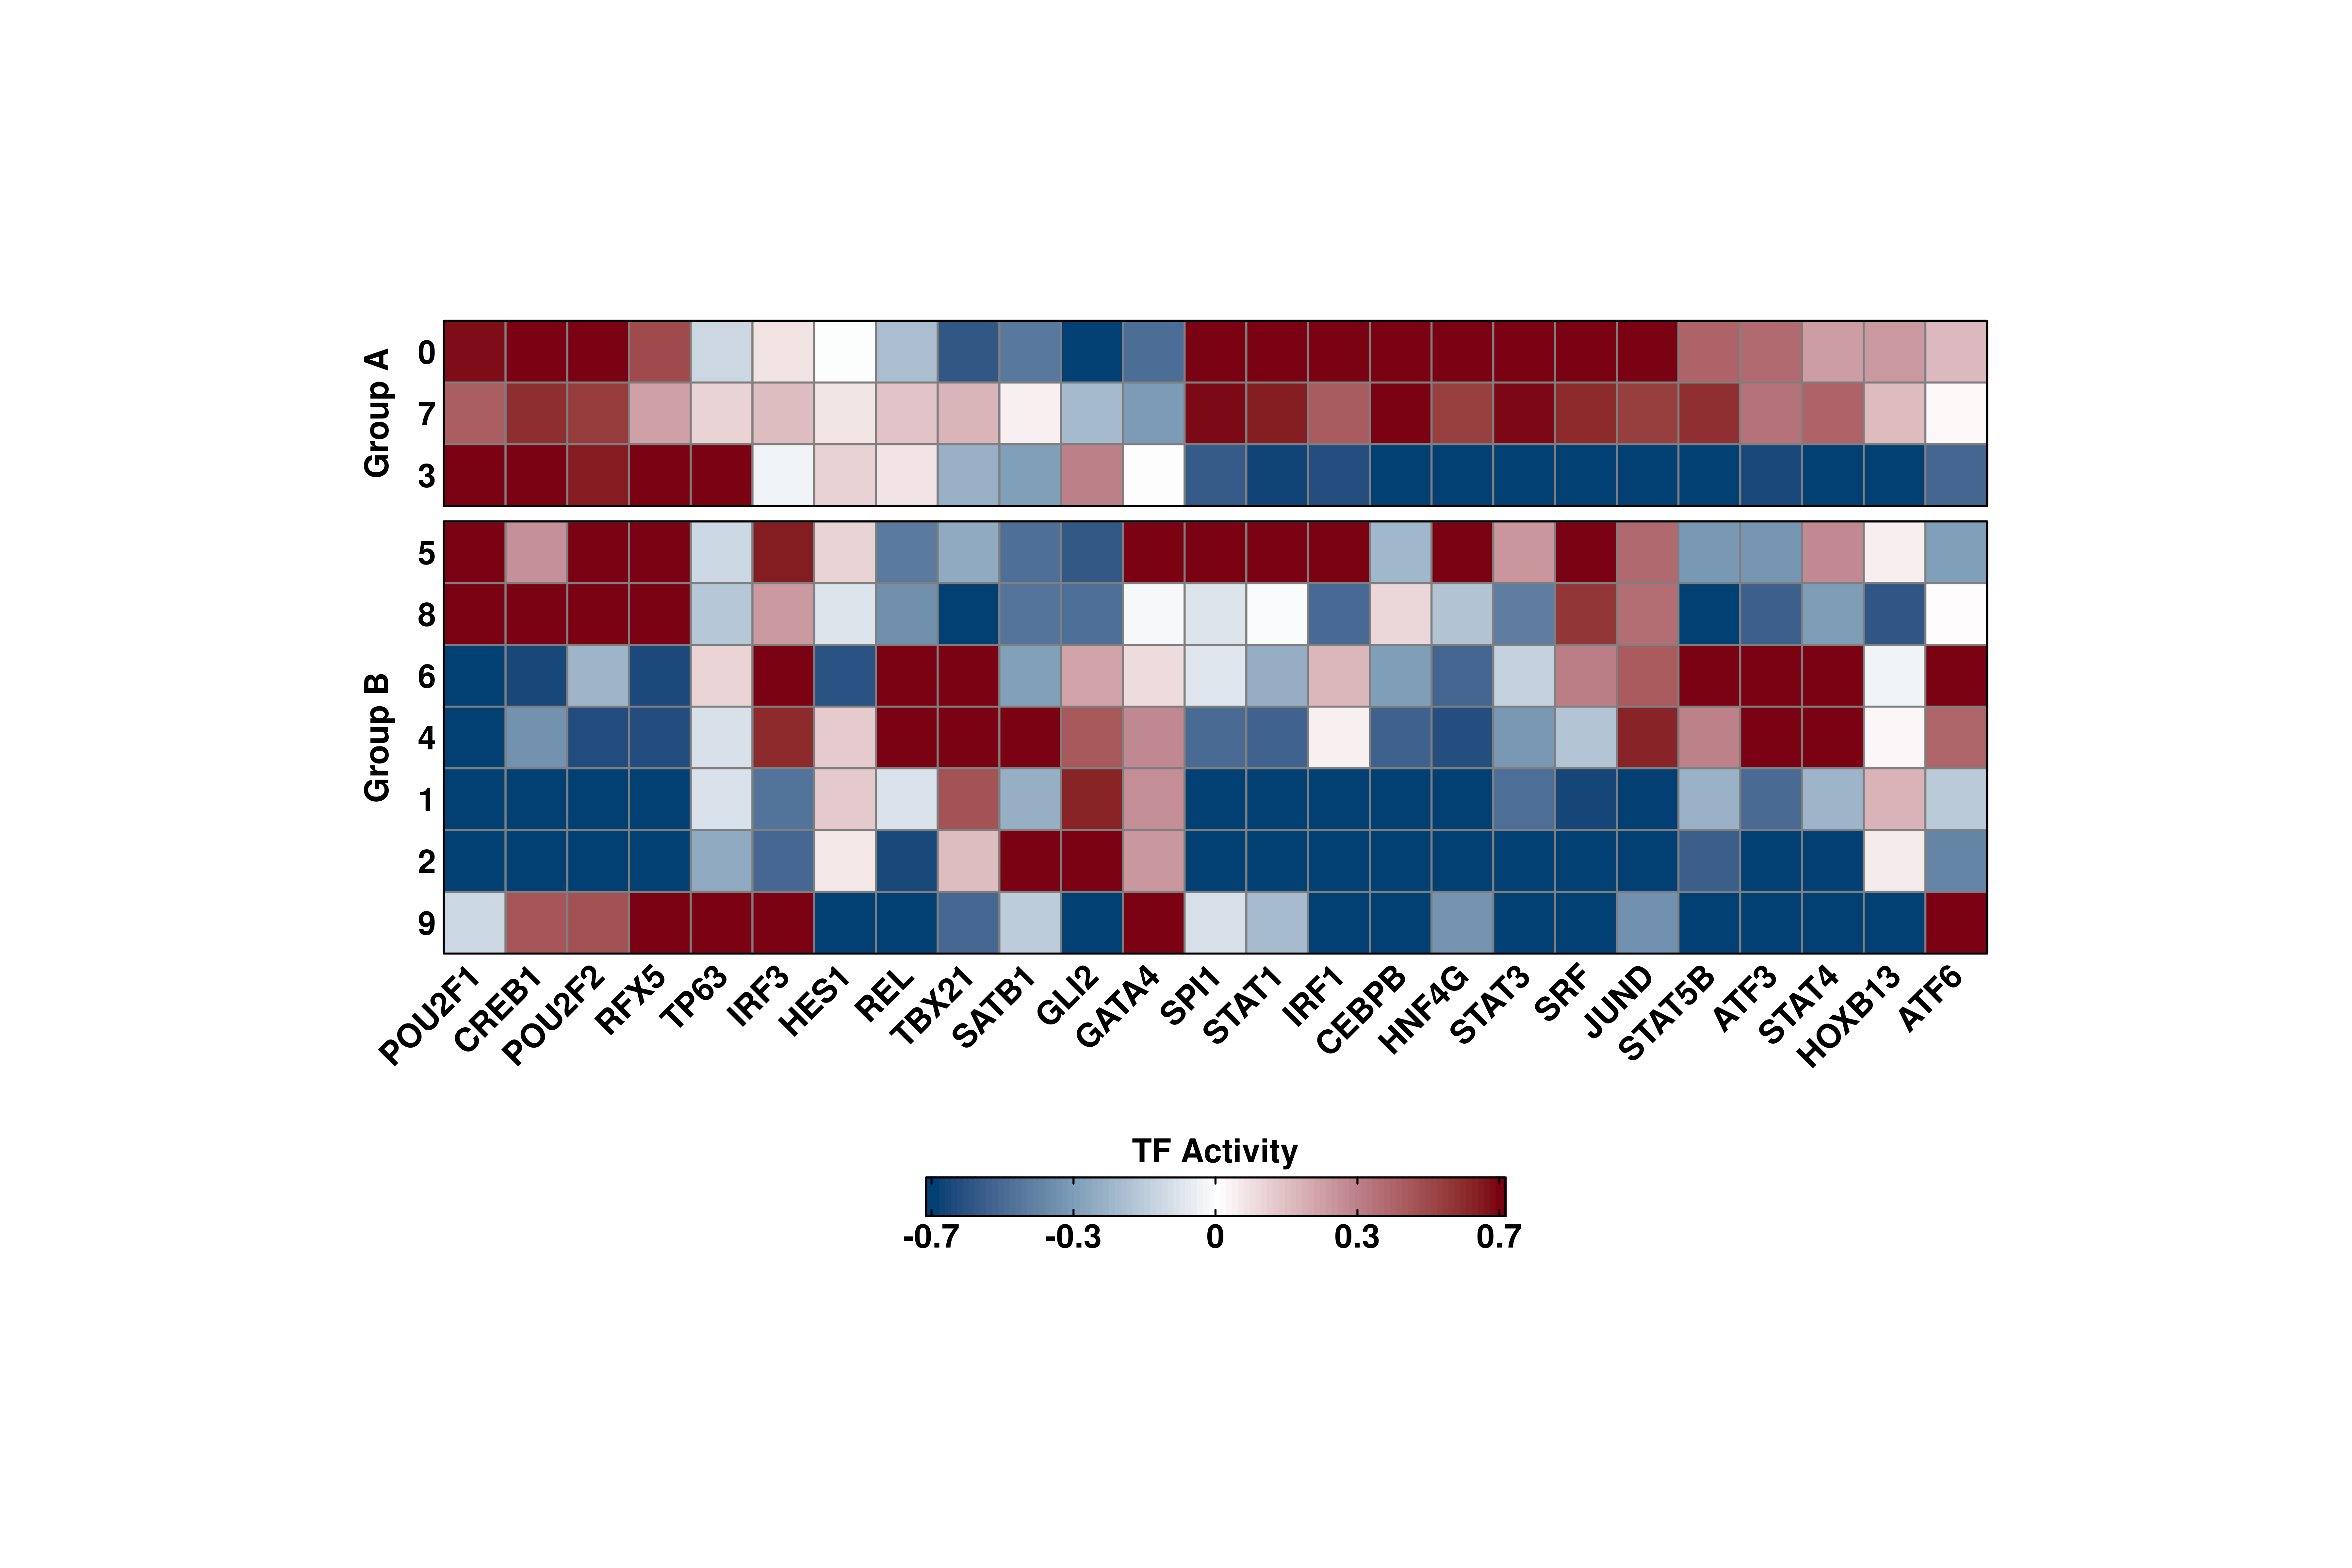 Group A
0
7
3
Group B
5
8
6
4
1
2
9
POU2F1 CREB1 POU2F2 RFX5 TP63 IRF3 HES1 REL TBX21 SATB1 GLI2 GATA4 SPI1 STAT1 IRF1 CEBPB HNF4G STAT3 SRF JUND STAT5B ATF3 STAT4 HOXB13 ATF6
TF Activity
-0.7 -0.3 0 0.3 0.7